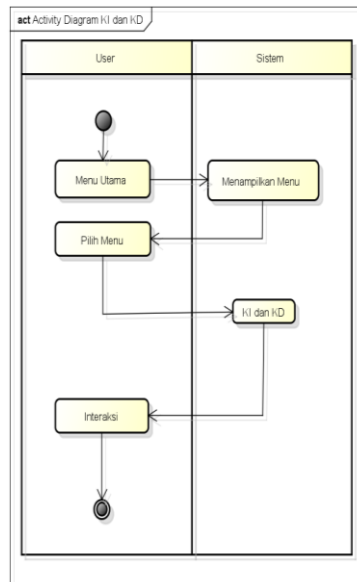 act Activity Diagram KI dan KD
User
Sistem
Menu Utama
Menampilkan Menu
Pilih Menu
KI dan KD
Interaksi